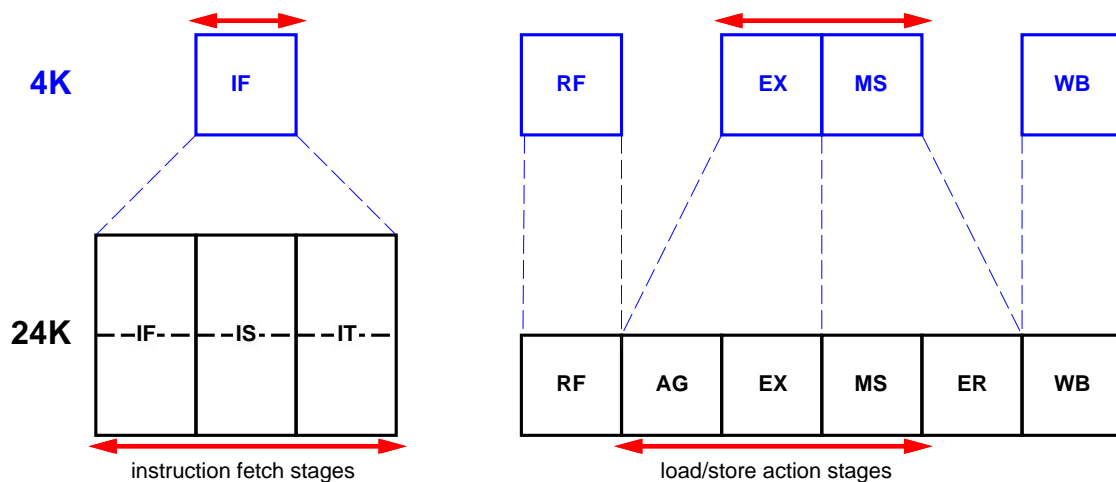 4K
IF
RF
EX
MS
WB
24K
IF
IS
IT
RF
AG
EX
MS
ER
WB
instruction fetch stages
load/store action stages